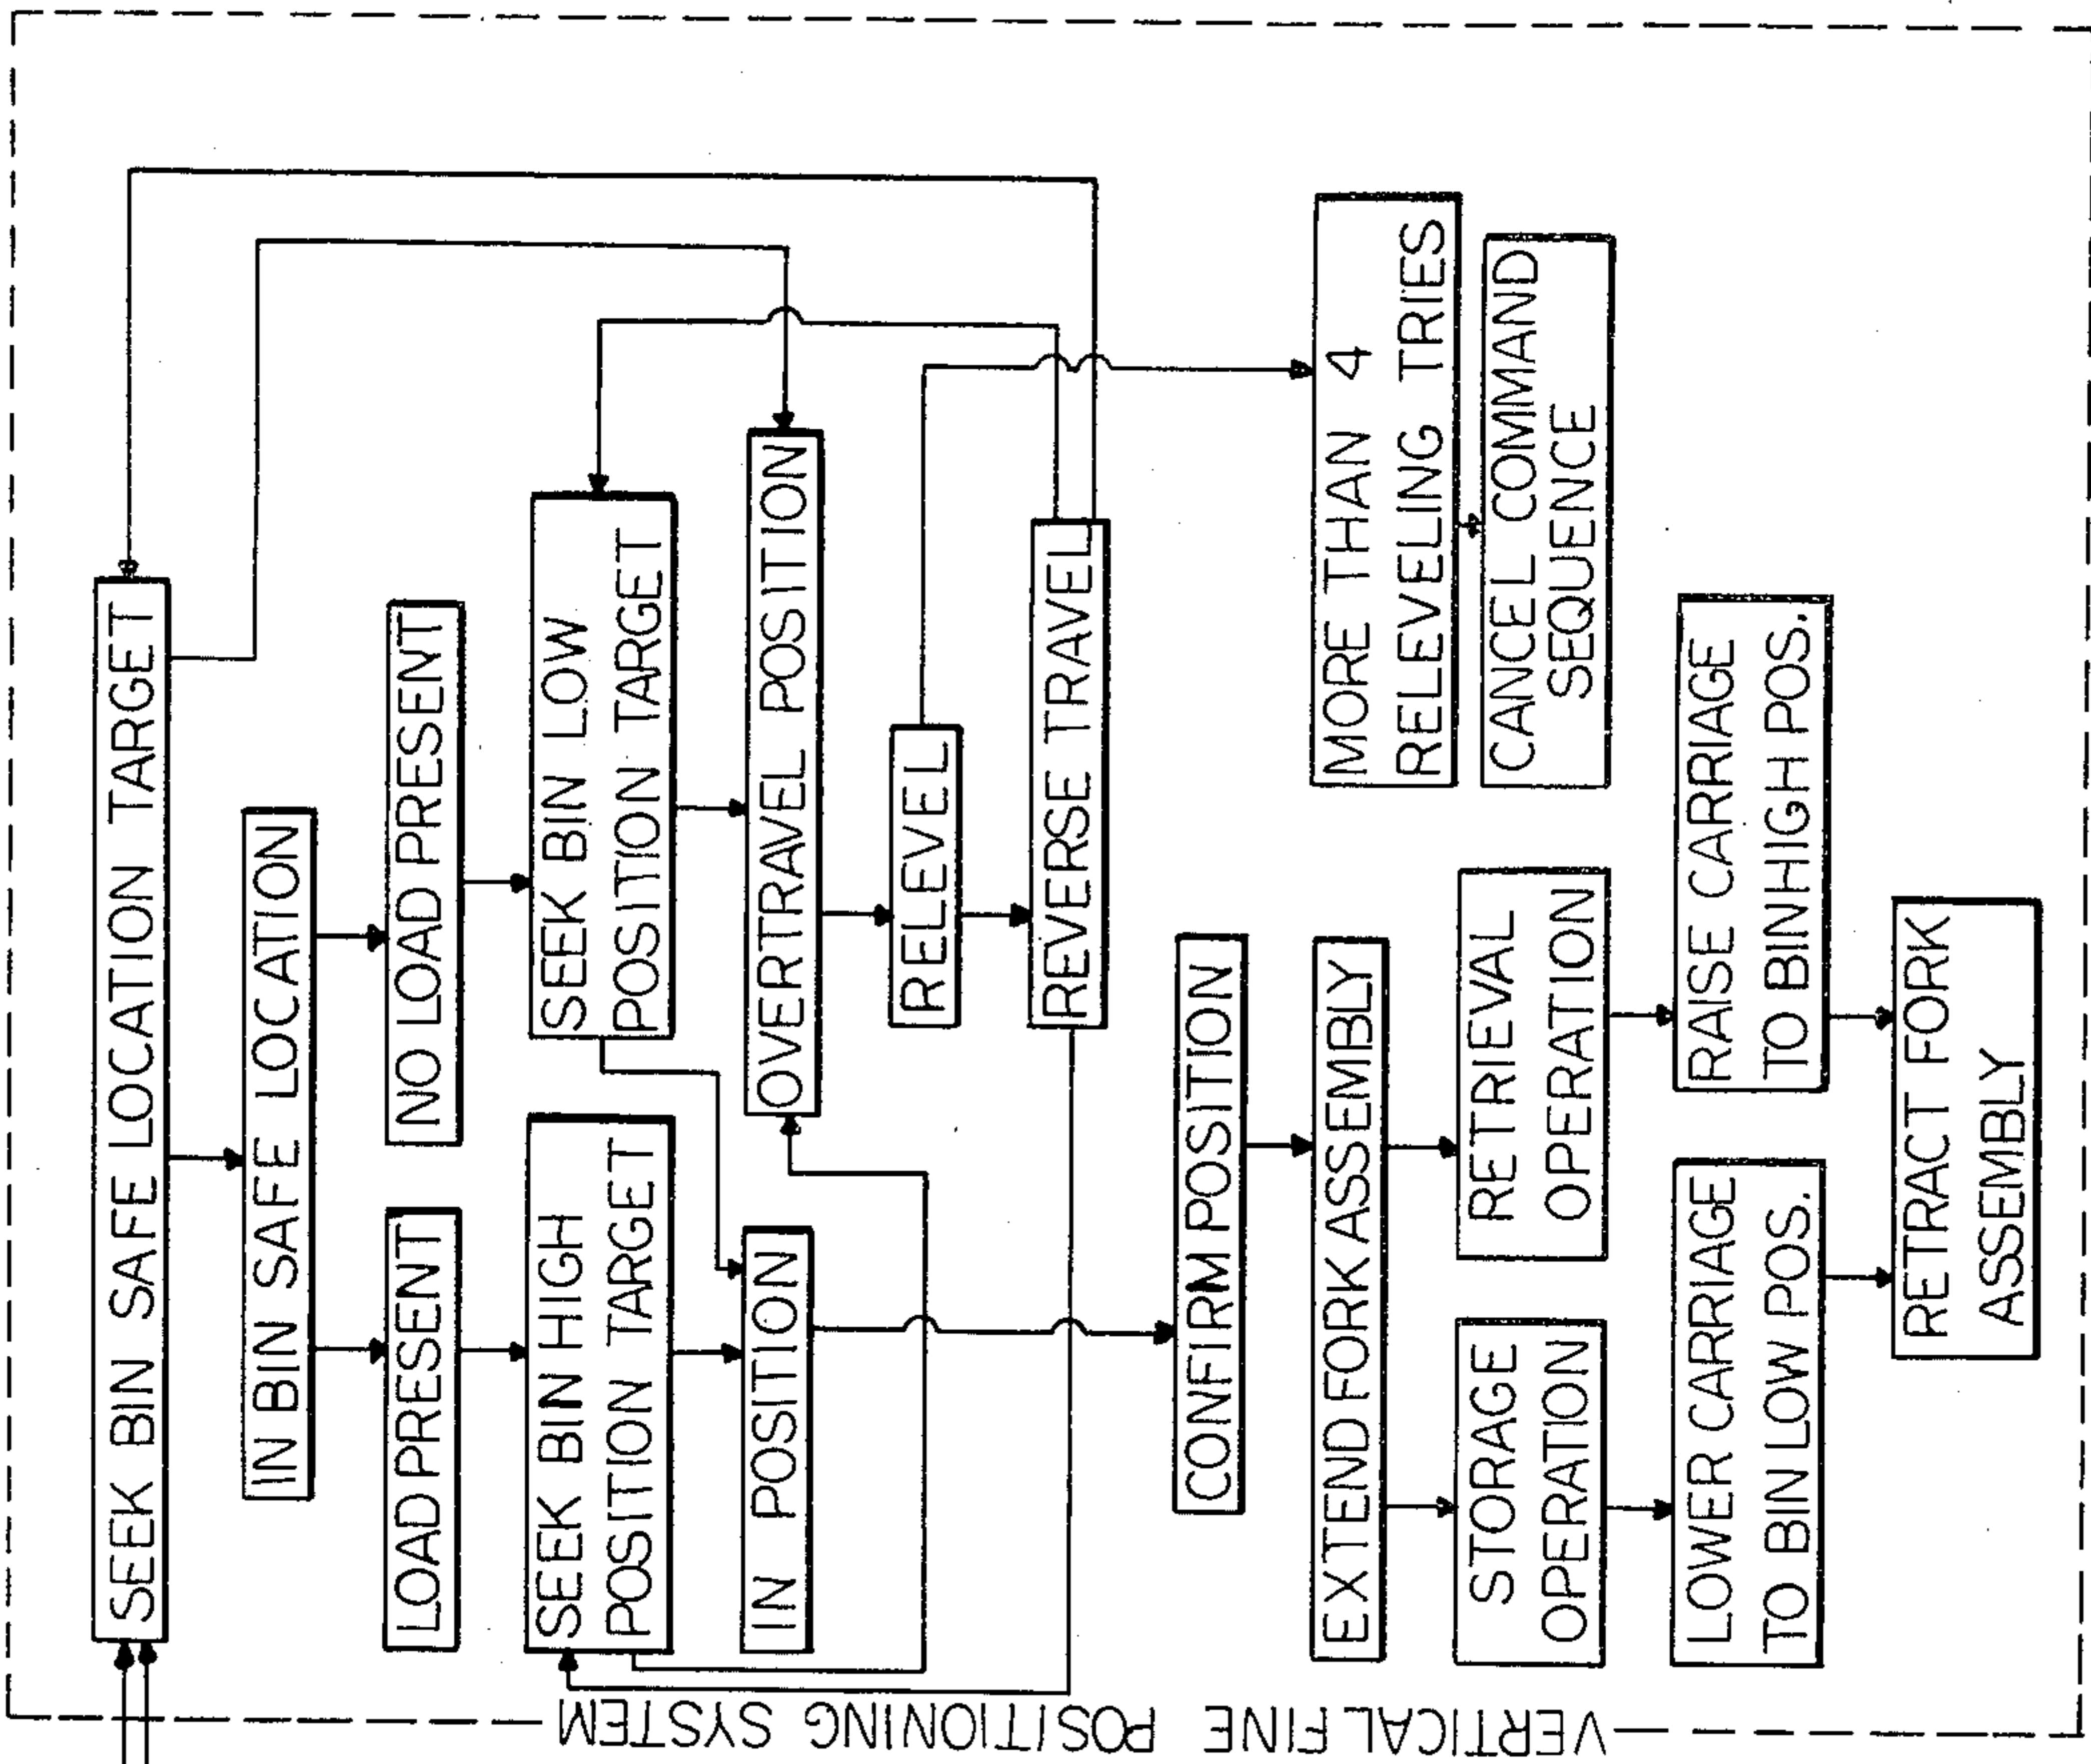 SEEK BIN SAFE LOCATION TARGET
IN BIN SAFE LOCATION
LOAD PRESENT
NO LOAD PRESENT
SEEK BIN HIGH
POSITION TARGET
SEEK BIN LOW
POSITION TARGET
IN POSITION
OVERTRAVEL POSITION
RELEVEL
REVERSE TRAVEL
CONFIRM POSITION
EXTEND FORK ASSEMBLY
MORE THAN 4
RELEVELING TRIES
CANCEL COMMAND
SEQUENCE
STORAGE
OPERATION
RETRIEVAL
OPERATION
LOWER CARRIAGE
TO BIN LOW POS.
RAISE CARRIAGE
TO BINHIGH POS.
RETRACT FORK
ASSEMBLY
VERTICAL FINE POSITIONING SYSTEM